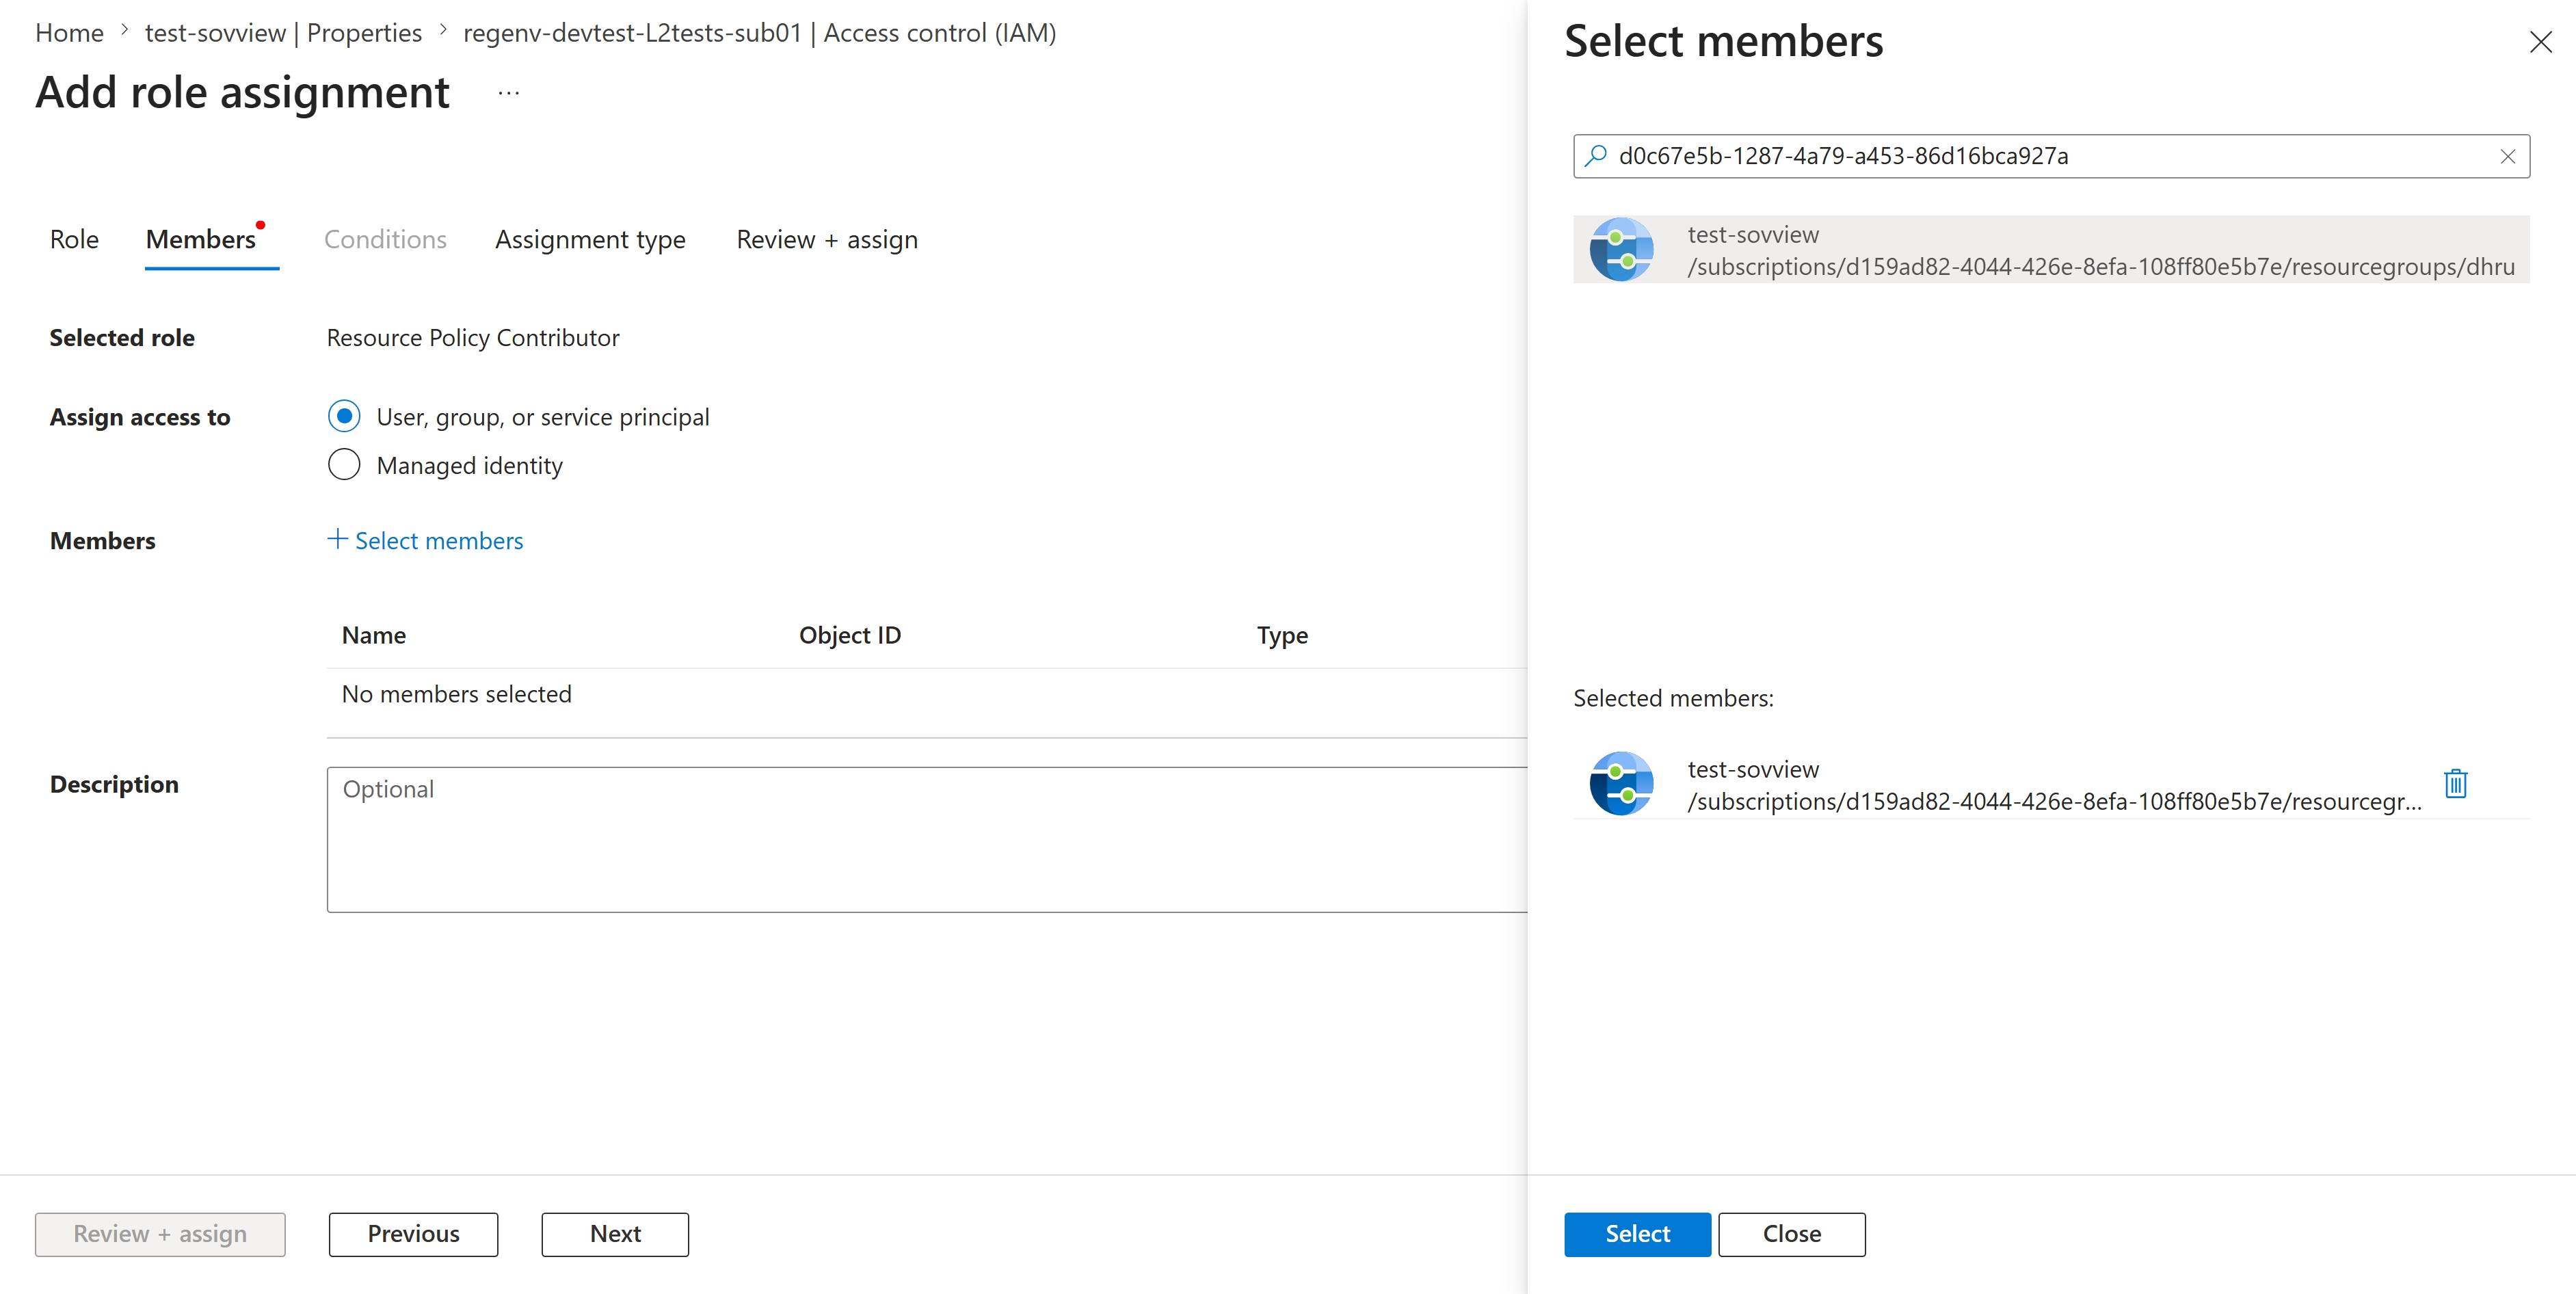 Home > test-sovview | Properties > regenv-devtest-L2tests-sub01 | Access control (IAM)
Add role assignment ...
Role Members Conditions Assignment type Review + assign
Selected role Resource Policy Contributor
Assign access to User, group, or service principal
Managed identity
Members + Select members
Name Object ID Type
No members selected
Description Optional
Review + assign Previous Next
Select members
d0c67e5b-1287-4a79-a453-86d16bca927a
test-sovview
/subscriptions/d159ad82-4044-426e-8efa-108ff80e5b7e/resourcegroups/dhru
Selected members:
test-sovview
/subscriptions/d159ad82-4044-426e-8efa-108ff80e5b7e/resourcegr...
Select Close